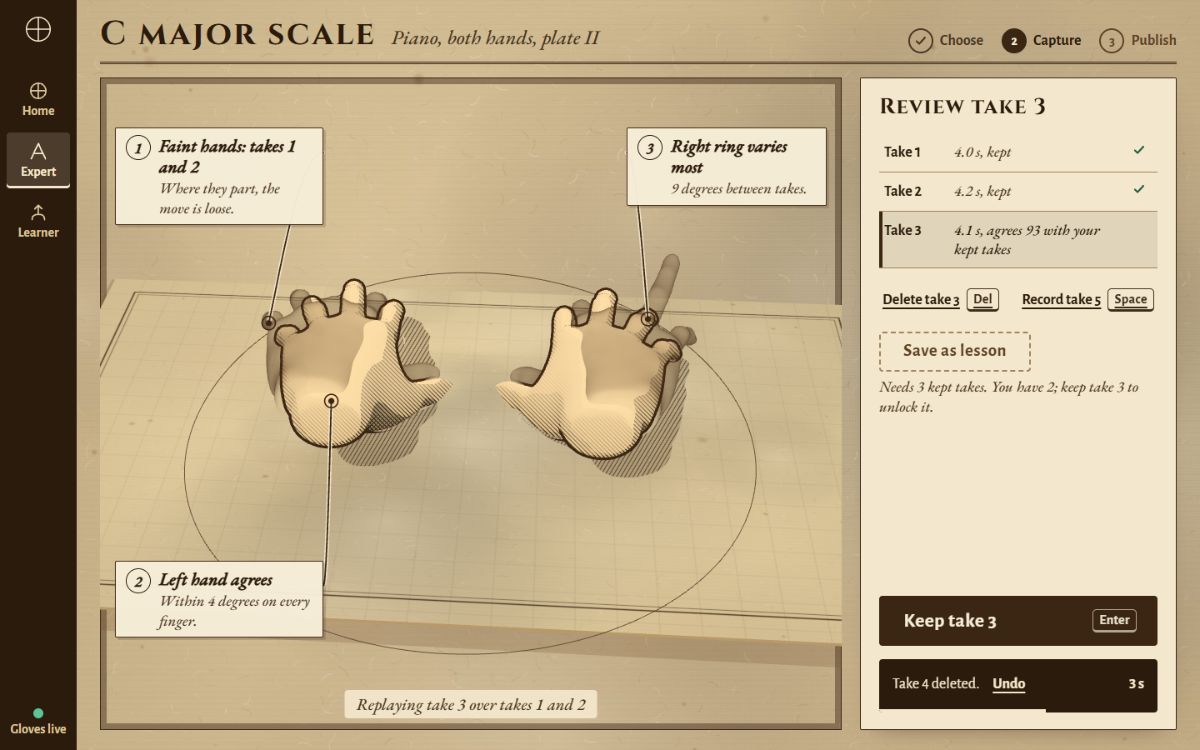 C MAJOR SCALE Piano, both hands, plate II
Choose
2 Capture
3 Publish
Home
Expert
Learner
Gloves live
1 Faint hands: takes 1
and 2
Where they part, the
move is loose.
3 Right ring varies
most
9 degrees between takes.
2 Left hand agrees
Within 4 degrees on every
finger.
Replaying take 3 over takes 1 and 2
REVIEW TAKE 3
Take 1 4.0 s, kept
Take 2 4.2 s, kept
Take 3 4.1 s, agrees 93 with your
kept takes
Delete take 3 Del Record take 5 Space
Save as lesson
Needs 3 kept takes. You have 2; keep take 3 to
unlock it.
Keep take 3 Enter
Take 4 deleted. Undo 3 s